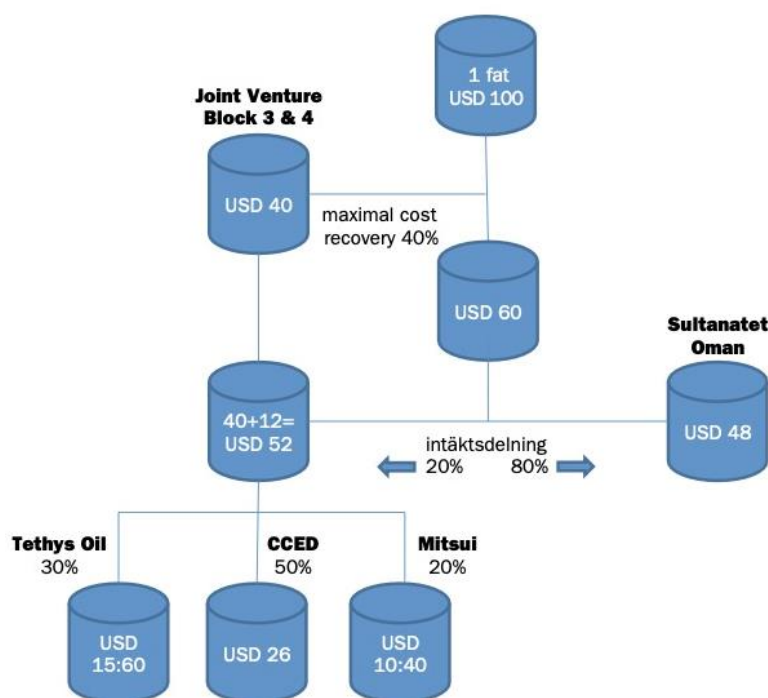 1 fat
USD 100
Joint Venture
Block 3 & 4
USD 40
maximal cost
recovery 40%
USD 60
Sultanatet
Oman
40+12=
USD 52
USD 48
intäktsdelning
20% 80%
Tethys Oil
30%
CCED
50%
Mitsui
20%
USD
15:60
USD 26
USD
10:40